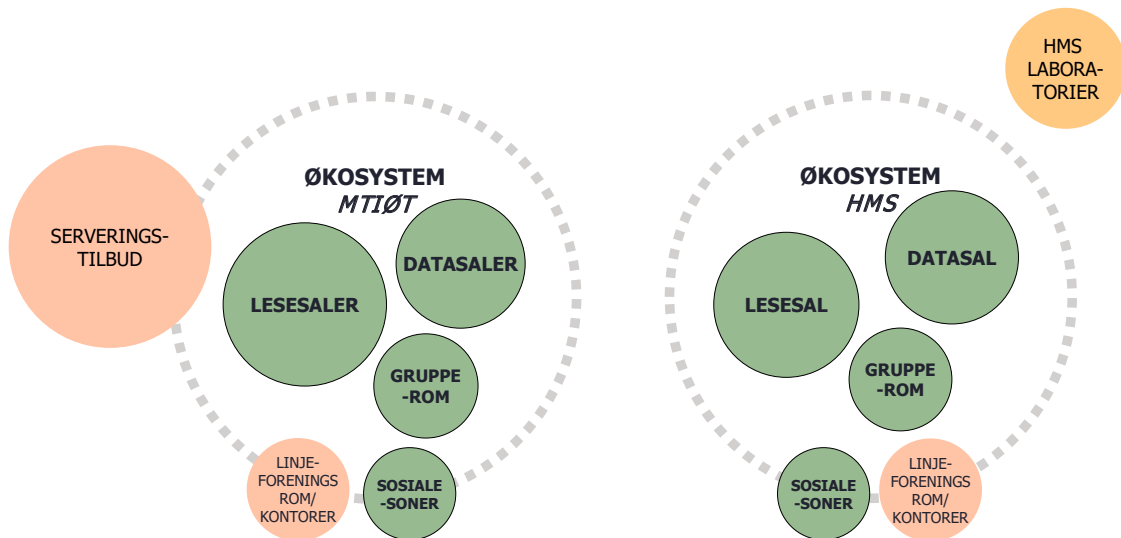 HMS
LABORA-
TORIER
ØKOSYSTEM
MTIØT
SERVERINGS-
TILBUD
DATASALER
LESESALER
GRUPPE
-ROM
LINJE-
FORENINGS
ROM/
KONTORER
SOSIALE
-SONER
ØKOSYSTEM
HMS
DATASAL
LESESAL
GRUPPE
-ROM
SOSIALE
-SONER
LINJE-
FORENINGS
ROM/
KONTORER